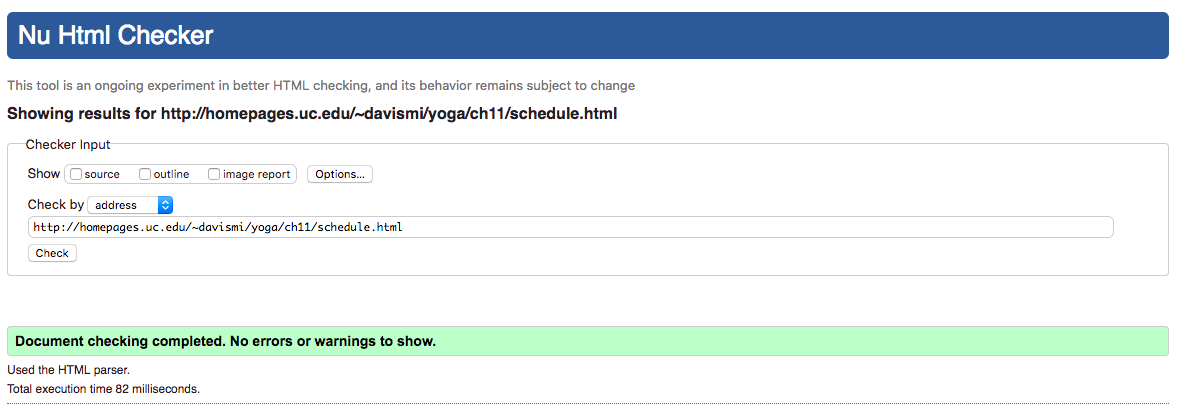 Nu Html Checker
This tool is an ongoing experiment in better HTML checking, and its behavior remains subject to change
Showing results for http://homepages.uc.edu/~davismi/yoga/ch11/schedule.html
Checker Input
Show source outline image report Options...
Check by address
http://homepages.uc.edu/~davismi/yoga/ch11/schedule.html
Check
Document checking completed. No errors or warnings to show.
Used the HTML parser.
Total execution time 82 milliseconds.